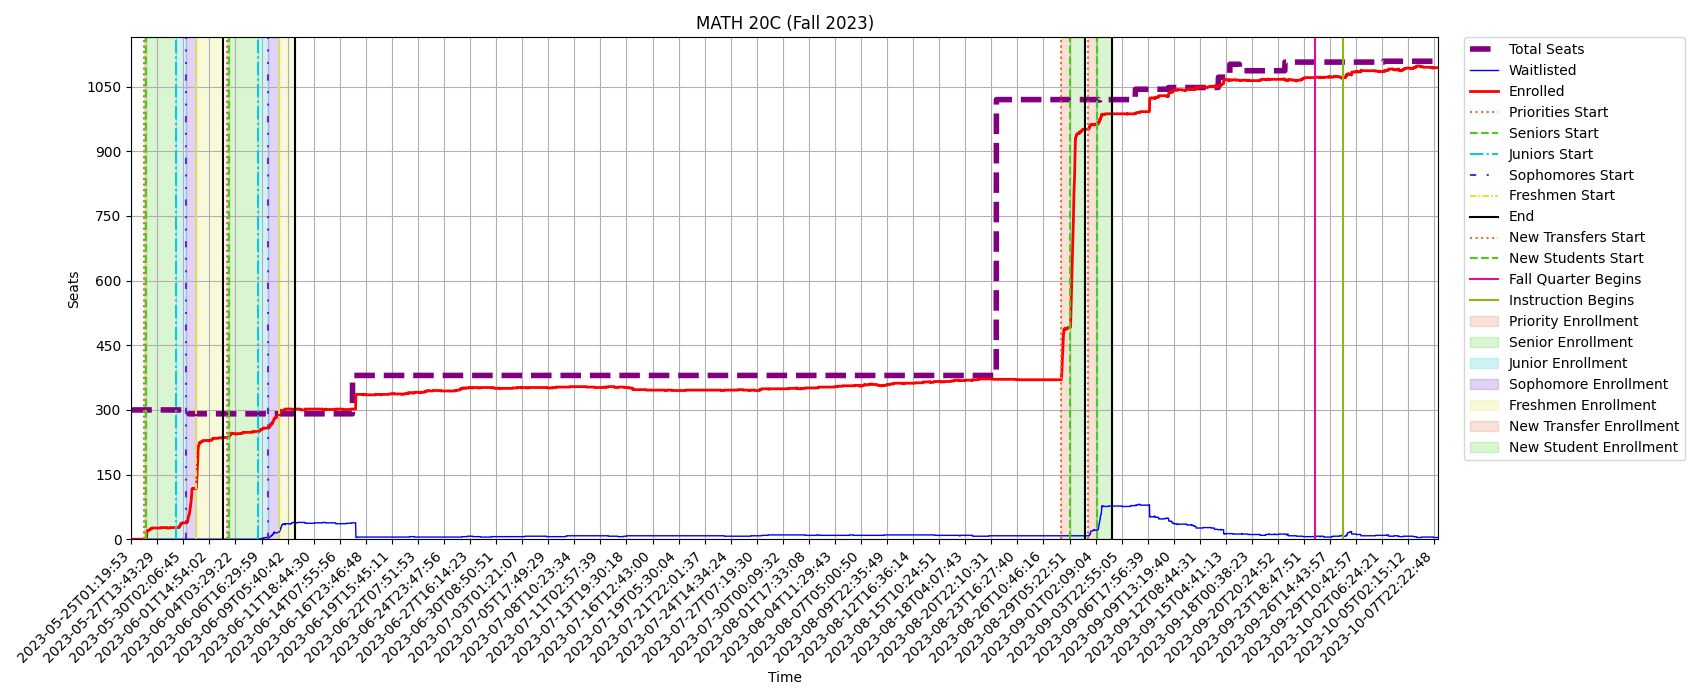 MATH 20C (Fall 2023)
Seats
1050
900
750
600
450
300
150
0
2023-05-25T01:19:53
2023-05-27T13:43:29
2023-05-30T02:06:45
2023-06-01T14:54:02
2023-06-04T03:29:22
2023-06-06T16:29:59
2023-06-09T05:40:42
2023-06-11T18:44:30
2023-06-14T07:55:56
2023-06-16T23:46:48
2023-06-19T15:45:11
2023-06-22T07:51:53
2023-06-24T23:47:56
2023-06-27T16:14:23
2023-06-30T08:50:51
2023-07-03T01:21:07
2023-07-05T17:49:29
2023-07-08T10:23:34
2023-07-11T02:57:39
2023-07-13T19:30:18
2023-07-16T12:43:00
2023-07-19T05:30:04
2023-07-21T22:01:37
2023-07-24T14:34:24
2023-07-27T07:19:30
2023-07-30T00:09:32
2023-08-01T17:33:08
2023-08-04T11:29:43
2023-08-07T05:00:50
2023-08-09T22:35:49
2023-08-12T16:36:14
2023-08-15T10:24:51
2023-08-18T04:07:43
2023-08-20T22:10:31
2023-08-23T16:27:40
2023-08-26T10:46:16
2023-08-29T05:22:51
2023-09-01T02:09:04
2023-09-03T22:55:05
2023-09-06T17:56:39
2023-09-09T13:19:40
2023-09-12T08:44:31
2023-09-15T04:41:13
2023-09-18T00:38:23
2023-09-20T20:24:52
2023-09-23T18:47:51
2023-09-26T14:43:57
2023-09-29T10:42:57
2023-10-02T06:24:21
2023-10-05T02:15:12
2023-10-07T22:22:48
Time
Total Seats
Waitlisted
Enrolled
Priorities Start
Seniors Start
Juniors Start
Sophomores Start
Freshmen Start
End
New Transfers Start
New Students Start
Fall Quarter Begins
Instruction Begins
Priority Enrollment
Senior Enrollment
Junior Enrollment
Sophomore Enrollment
Freshmen Enrollment
New Transfer Enrollment
New Student Enrollment